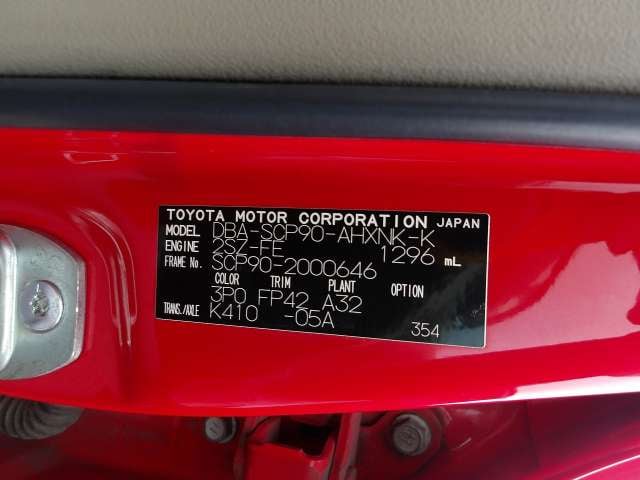 TOYOTA MOTOR CORPORATION JAPAN
MODEL DBA-SCP90-AHXNK-K
ENGINE 2SZ-FE 1296 mL
FRAME No. SCP90-2000646
COLOR TRIM PLANT OPTION
3P0 FP42 A32
TRANS./AXLE K410 -05A
354